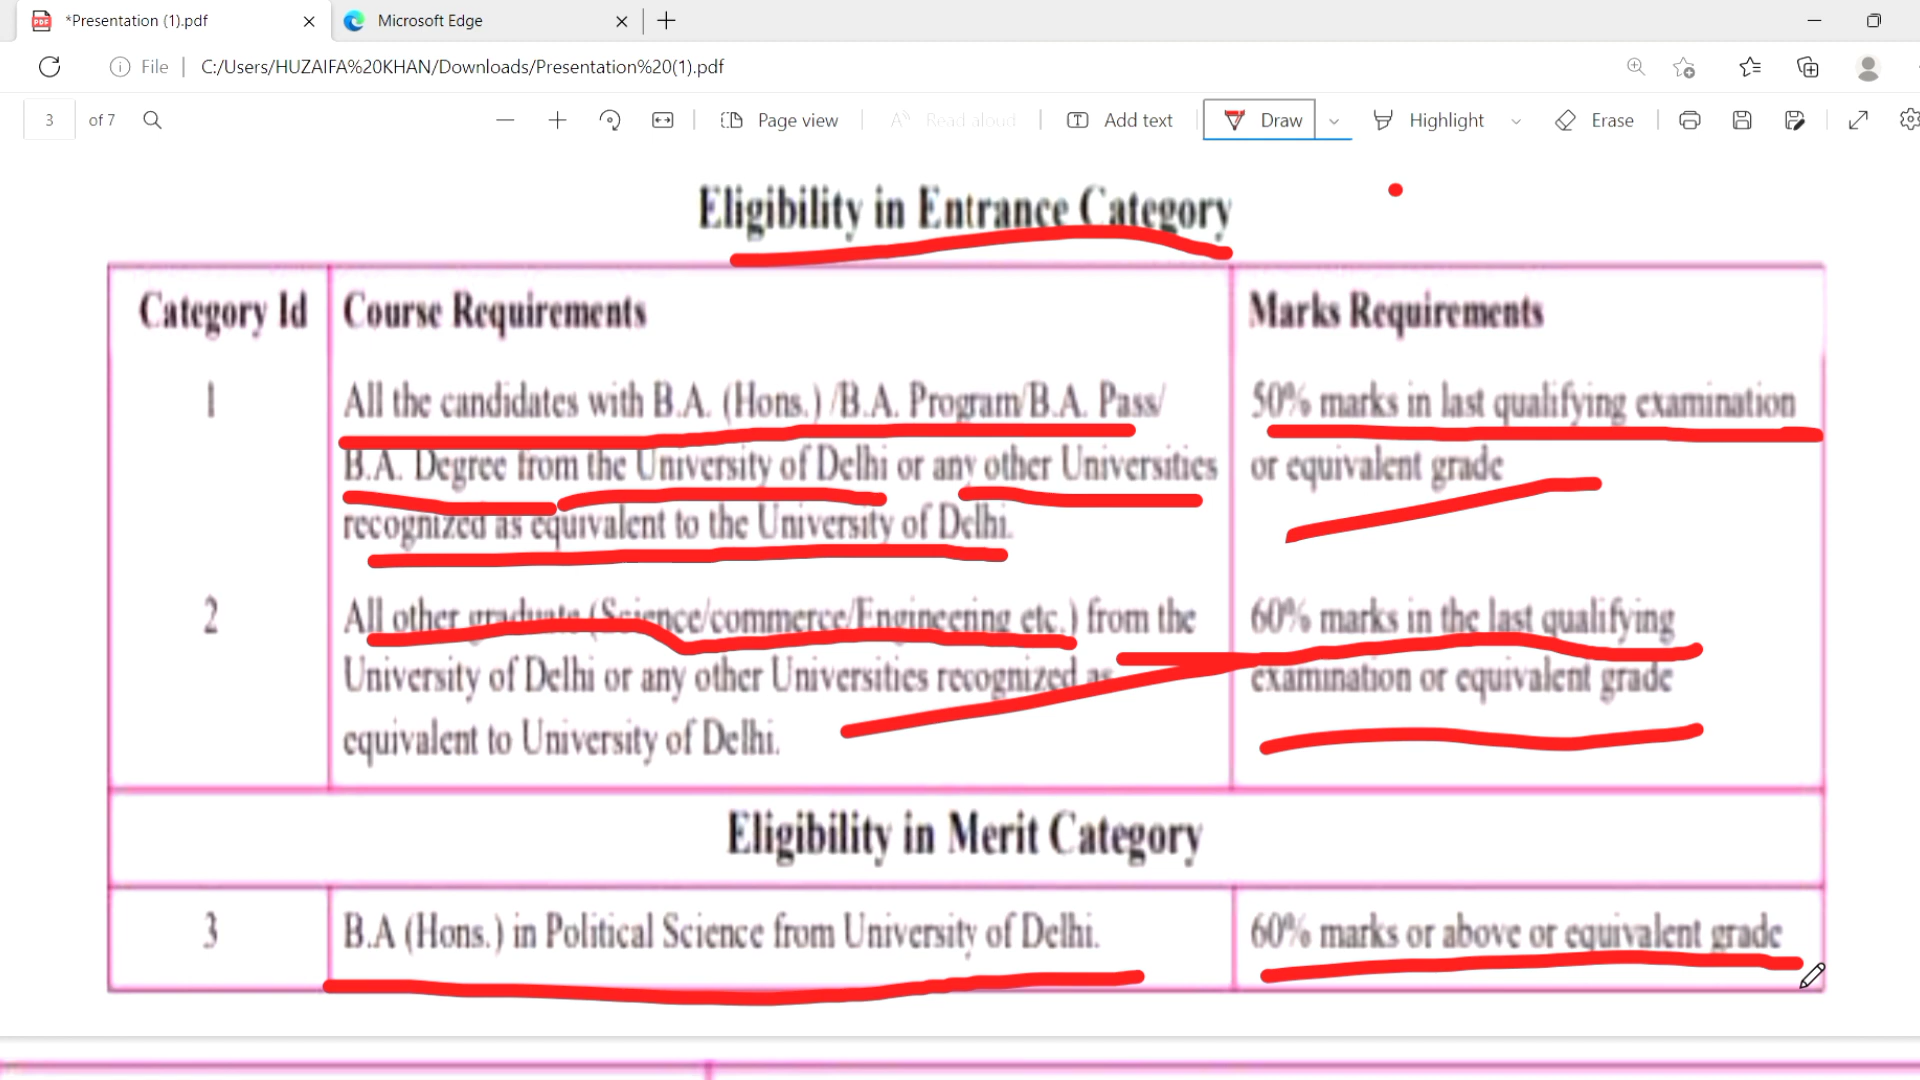 *Presentation (1).pdf
Microsoft Edge
File
C:/Users/HUZAIFA%20KHAN/Downloads/Presentation%20(1).pdf
3 of 7
Page view
Read aloud
Add text
Draw
Highlight
Erase
Eligibility in Entrance Category
Category Id
Course Requirements
Marks Requirements
1
All the candidates with B.A. (Hons.) /B.A. Program/B.A. Pass/
B.A. Degree from the University of Delhi or any other Universities
recognized as equivalent to the University of Delhi.
50% marks in last qualifying examination
or equivalent grade
2
All other graduate (Science/commerce/Engineering etc.) from the
University of Delhi or any other Universities recognized as
equivalent to University of Delhi.
60% marks in the last qualifying
examination or equivalent grade
Eligibility in Merit Category
3
B.A (Hons.) in Political Science from University of Delhi.
60% marks or above or equivalent grade